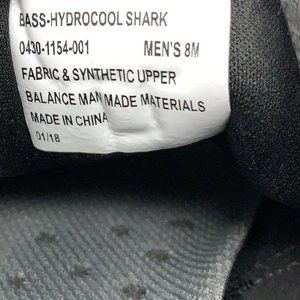 BASS-HYDROCOOL SHARK
0430-1154-001 MEN'S 8M
FABRIC & SYNTHETIC UPPER
BALANCE MAN MADE MATERIALS
MADE IN CHINA
01/18